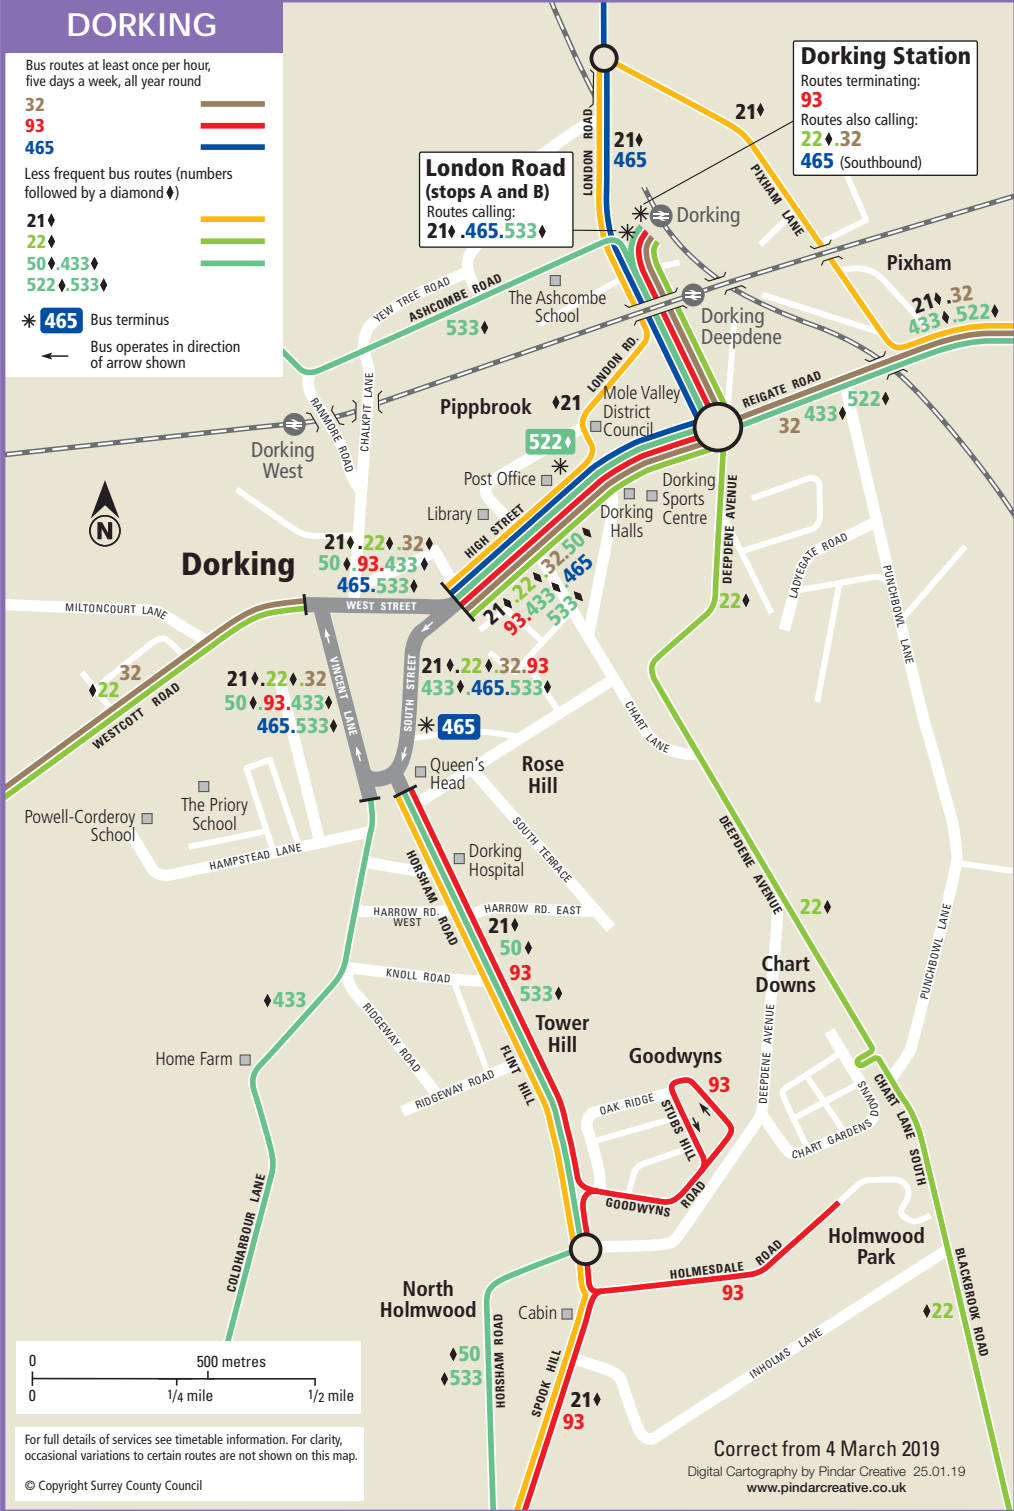 DORKING
Bus routes at least once per hour,
five days a week, all year round
32
93
465
Less frequent bus routes (numbers
followed by a diamond♦)
21♦
22♦
50♦.433♦
522♦.533♦
465 Bus terminus
Bus operates in direction
of arrow shown
Dorking Station
Routes terminating:
93
Routes also calling:
22♦.32
465 (Southbound)
London Road
(stops A and B)
Routes calling:
21♦.465.533♦
21♦
LONDON ROAD
21♦
465
PIXHAM LANE
Dorking
Pixham
YEW TREE ROAD
ASHCOMBE ROAD
533♦
The Ashcombe
School
Dorking
Deepdene
21♦.32
433♦.522♦
LONDON RD.
REIGATE ROAD
522♦
433♦
32
RANMORE ROAD
CHALKPIT LANE
Pippbrook
♦21
Mole Valley
District
Council
Dorking
West
522♦
Post Office
Library
HIGH STREET
Dorking
Halls
Dorking
Sports
Centre
DEEPDENE AVENUE
N
Dorking
21♦.22♦.32♦
50♦.93.433♦
465.533♦
21♦.22♦.32.50♦
93.433♦.465
533♦
LADYEGATE ROAD
PUNCHBOWL LANE
22♦
MILTONCOURT LANE
WEST STREET
32
♦22
WESTCOTT ROAD
21♦.22♦.32
50♦.93.433♦
465.533♦
VINCENT LANE
SOUTH STREET
21♦.22♦.32.93
433♦.465.533♦
465
CHART LANE
Queen's
Head
Rose
Hill
The Priory
School
Powell-Corderoy
School
HAMPSTEAD LANE
SOUTH TERRACE
Dorking
Hospital
DEEPDENE AVENUE
HORSHAM ROAD
HARROW RD.
WEST
HARROW RD. EAST
22♦
21♦
50♦
93
533♦
KNOLL ROAD
♦433
Chart
Downs
PUNCHBOWL LANE
RIDGEWAY ROAD
Tower
Hill
Home Farm
RIDGEWAY ROAD
FLINT HILL
Goodwyns
93
OAK RIDGE
STUBS HILL
DEEPDENE AVENUE
DOWNS
CHART GARDENS
CHART LANE SOUTH
GOODWYNS ROAD
COLDHARBOUR LANE
Holmwood
Park
HOLMESDALE ROAD
93
North
Holmwood
Cabin
BLACKBROOK ROAD
♦22
♦50
♦533
HORSHAM ROAD
SPOOK HILL
INHOLMS LANE
21♦
93
0 500 metres
0 1/4 mile 1/2 mile
For full details of services see timetable information. For clarity,
occasional variations to certain routes are not shown on this map.
© Copyright Surrey County Council
Correct from 4 March 2019
Digital Cartography by Pindar Creative 25.01.19
www.pindarcreative.co.uk